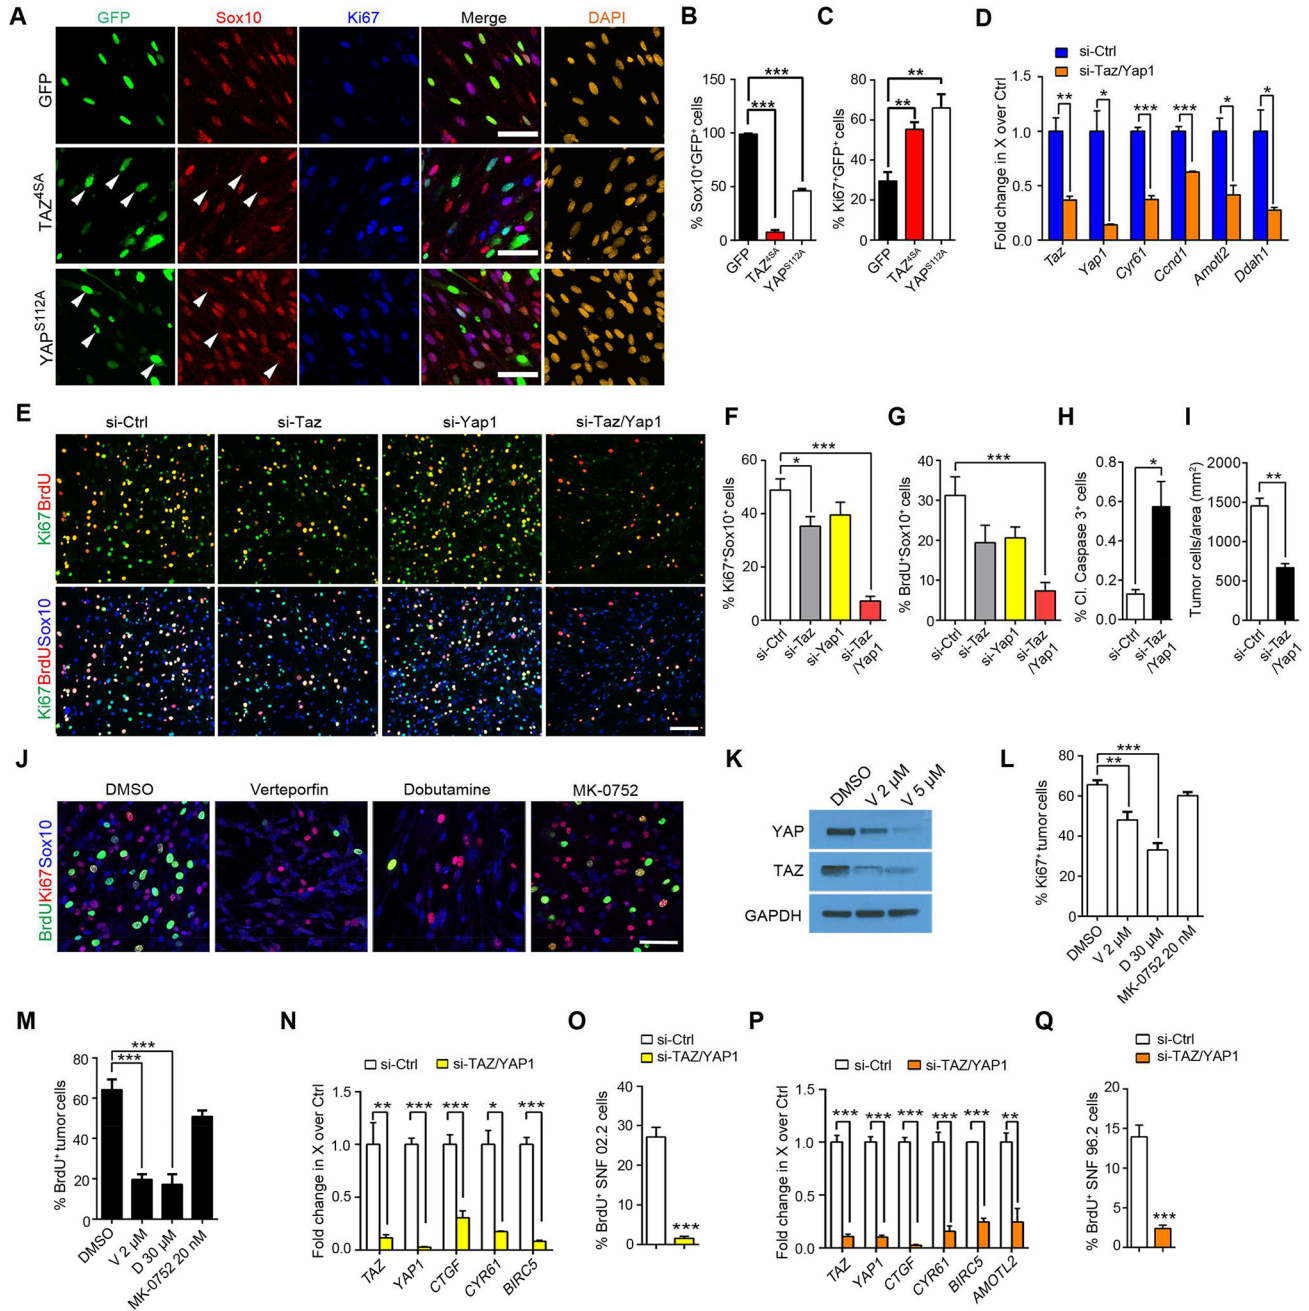 A
GFP
Sox10
Ki67
Merge
DAPI
GFP
TAZ4SA
YAPS112A
B
% Sox10+GFP+ cells
150
100
50
0
***
***
GFP
TAZ4SA
YAPS112A
C
% Ki67+GFP+ cells
80
60
40
20
0
**
**
GFP
TAZ4SA
YAPS112A
D
si-Ctrl
si-Taz/Yap1
Fold change in X over Ctrl
1.5
1.0
0.5
0.0
** * *** *** * *
Taz
Yap1
Cyr61
Ccnd1
Amotl2
Ddah1
E
si-Ctrl
si-Taz
si-Yap1
si-Taz/Yap1
Ki67BrdU
Ki67BrdUSox10
F
% Ki67+Sox10+ cells
60
40
20
0
***
*
si-Ctrl
si-Taz
si-Yap1
si-Taz
/Yap1
G
% BrdU+Sox10+ cells
40
30
20
10
0
***
si-Ctrl
si-Taz
si-Yap1
si-Taz
/Yap1
H
% Cl. Caspase 3+ cells
0.8
0.6
0.4
0.2
0.0
*
si-Ctrl
si-Taz
/Yap1
I
Tumor cells/area (mm2)
2000
1500
1000
500
0
**
si-Ctrl
si-Taz
/Yap1
J
DMSO
Verteporfin
Dobutamine
MK-0752
BrdUKi67Sox10
K
DMSO
V 2 µM
V 5 µM
YAP
TAZ
GAPDH
L
% Ki67+ tumor cells
80
60
40
20
0
***
**
DMSO
V 2 µM
D 30 µM
MK-0752 20 nM
M
% BrdU+ tumor cells
80
60
40
20
0
***
***
DMSO
V 2 µM
D 30 µM
MK-0752 20 nM
N
si-Ctrl
si-TAZ/YAP1
Fold change in X over Ctrl
1.5
1.0
0.5
0.0
** *** *** * ***
TAZ
YAP1
CTGF
CYR61
BIRC5
O
si-Ctrl
si-TAZ/YAP1
% BrdU+ SNF 02.2 cells
40
30
20
10
0
***
P
si-Ctrl
si-TAZ/YAP1
Fold change in X over Ctrl
1.5
1.0
0.5
0.0
*** *** *** *** *** **
TAZ
YAP1
CTGF
CYR61
BIRC5
AMOTL2
Q
si-Ctrl
si-TAZ/YAP1
% BrdU+ SNF 96.2 cells
20
15
10
5
0
***